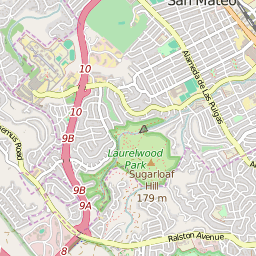 San Mateo
Alameda de Las Pulgas
10
10
9B
Laurelwood
Park
Sugarloaf
Hill
179 m
9B
9A
8
Ralston Avenue
Road